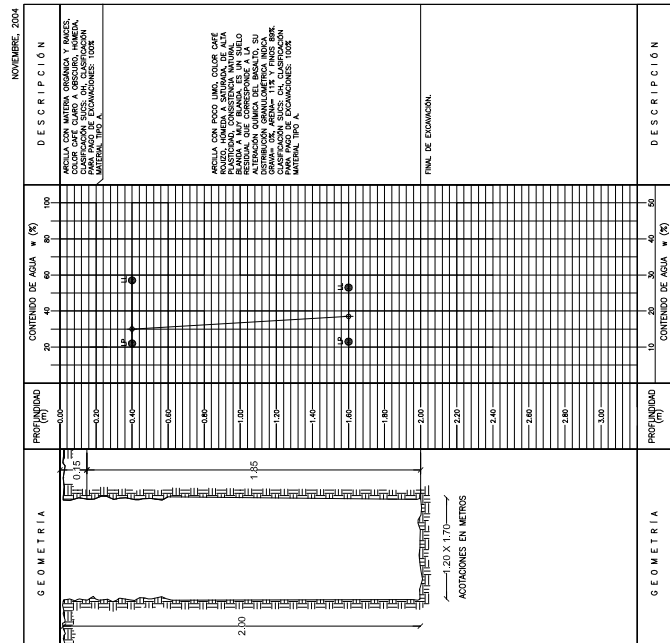 NOVIEMBRE, 2004
GEOMETRÍA
PROFUNDIDAD
(m)
CONTENIDO DE AGUA w (%)
20
40
60
80
100
DESCRIPCIÓN
0.00
0.20
0.40
0.60
0.80
1.00
1.20
1.40
1.60
1.80
2.00
2.20
2.40
2.60
2.80
3.00
0.15
1.85
2.00
1.20 X 1.70
ACOTACIONES EN METROS
LP
LL
LP
LL
ARCILLA CON MATERIA ORGÁNICA Y RAICES,
COLOR CAFÉ CLARO A OBSCURO, HÚMEDA,
CLASIFICACIÓN SUCS: OH, CLASIFICACIÓN
PARA PAGO DE EXCAVACIONES: 100%
MATERIAL TIPO A.
ARCILLA CON POCO LIMO, COLOR CAFÉ
ROJIZO, HÚMEDA A SATURADA, DE ALTA
PLASTICIDAD, CONSISTENCIA NATURAL
BLANDA A MUY BLANDA, ES UN SUELO
RESIDUAL QUE CORRESPONDE A LA
ALTERACIÓN QUÍMICA DEL BASALTO, SU
DISTRIBUCIÓN GRANULOMÉTRICA INDICA
GRAVA= 0%, ARENA= 11% Y FINOS 89%,
CLASIFICACIÓN SUCS: CH, CLASIFICACIÓN
PARA PAGO DE EXCAVACIONES: 100%
MATERIAL TIPO A.
FINAL DE EXCAVACIÓN.
GEOMETRÍA
PROFUNDIDAD
(m)
10
20
30
40
50
CONTENIDO DE AGUA w (%)
DESCRIPCIÓN